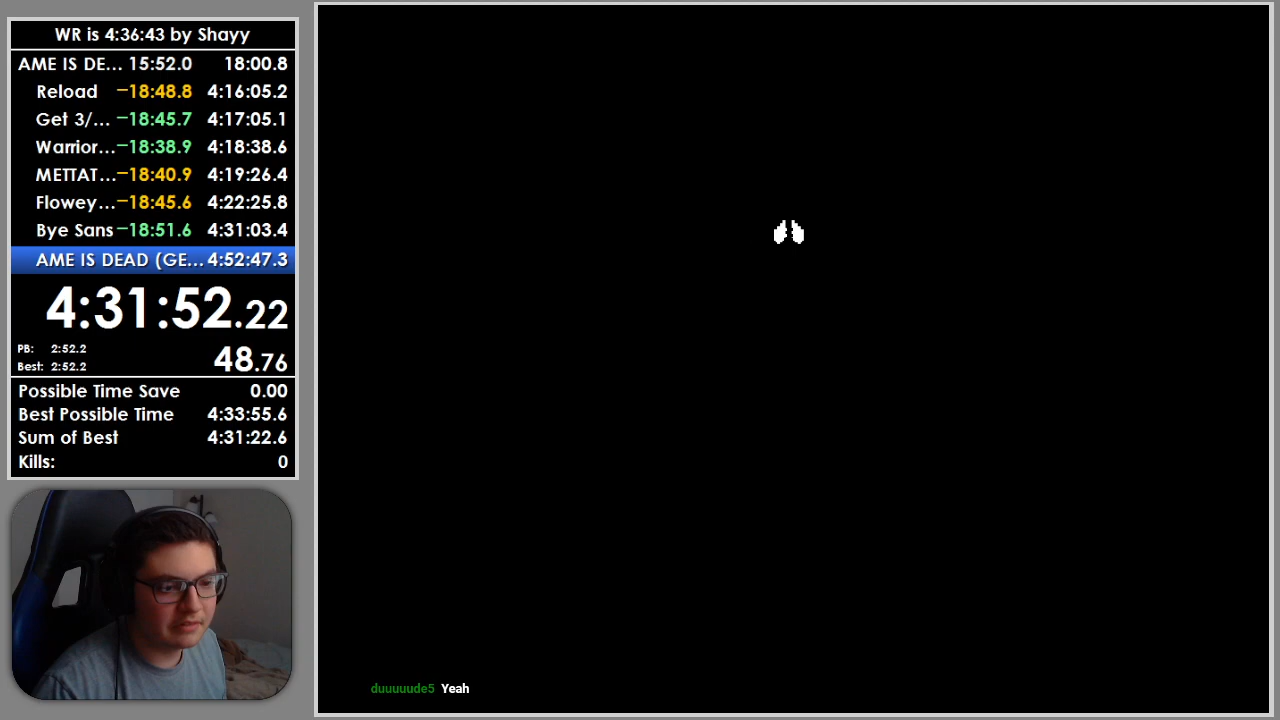 WR is 4:36:43 by Shayy
AME IS DE... 15:52.0 18:00.8
Reload −18:48.8 4:16:05.2
Get 3/... −18:45.7 4:17:05.1
Warrior... −18:38.9 4:18:38.6
METTAT... −18:40.9 4:19:26.4
Flowey... −18:45.6 4:22:25.8
Bye Sans −18:51.6 4:31:03.4
AME IS DEAD (GE... 4:52:47.3
4:31:52.22
PB: 2:52.2
48.76
Best: 2:52.2
Possible Time Save 0.00
Best Possible Time 4:33:55.6
Sum of Best 4:31:22.6
Kills: 0
duuuuude5 Yeah